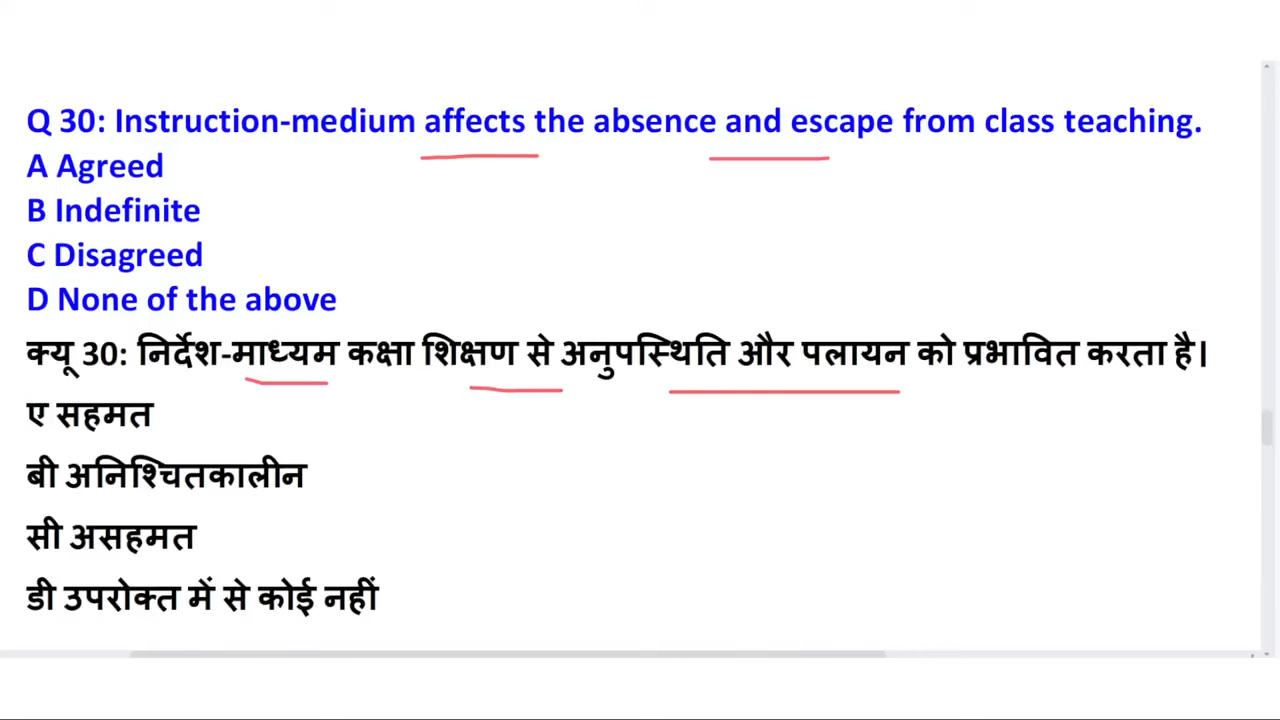 Q 30: Instruction-medium affects the absence and escape from class teaching.
A Agreed
B Indefinite
C Disagreed
D None of the above
क्यू 30: निर्देश-माध्यम कक्षा शिक्षण से अनुपस्थिति और पलायन को प्रभावित करता है।
ए सहमत
बी अनिश्चितकालीन
सी असहमत
डी उपरोक्त में से कोई नहीं